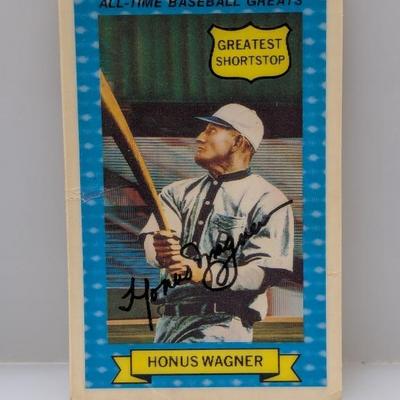 ALL-TIME BASEBALL GREATS
GREATEST
SHORTSTOP
Honus Wagner
HONUS WAGNER